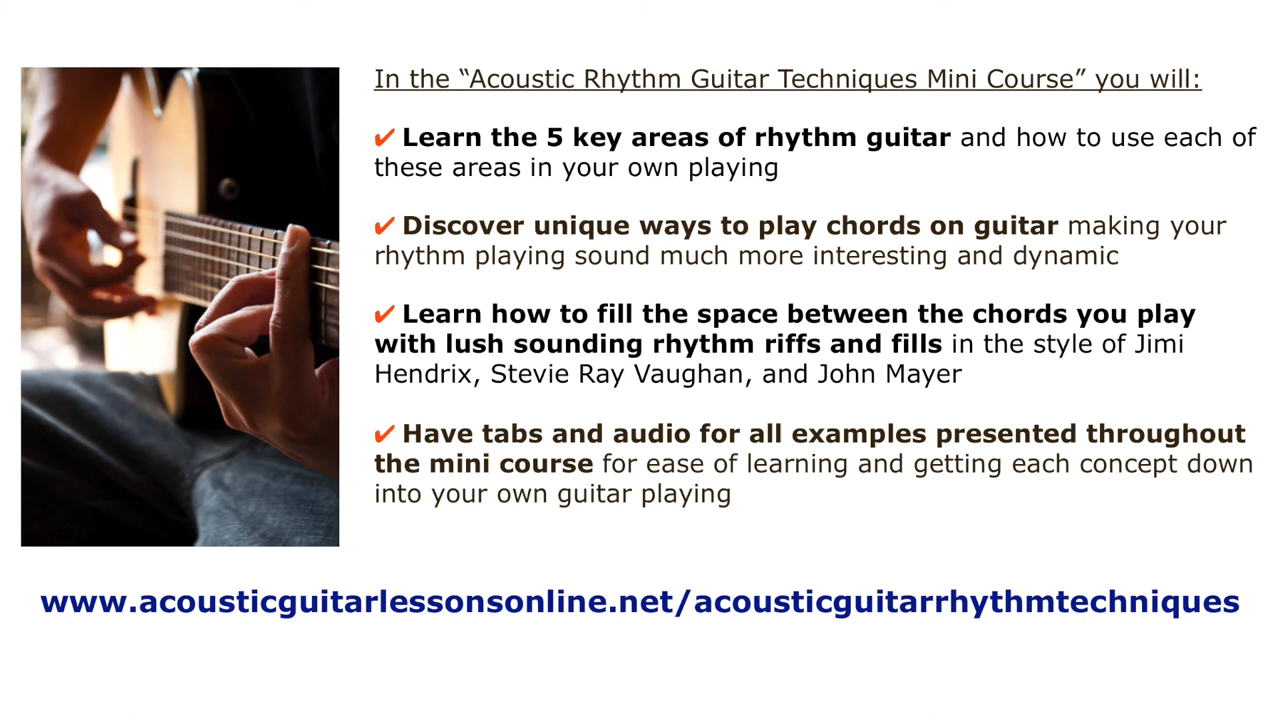 In the “Acoustic Rhythm Guitar Techniques Mini Course” you will:
✔ Learn the 5 key areas of rhythm guitar and how to use each of
these areas in your own playing
✔ Discover unique ways to play chords on guitar making your
rhythm playing sound much more interesting and dynamic
✔ Learn how to fill the space between the chords you play
with lush sounding rhythm riffs and fills in the style of Jimi
Hendrix, Stevie Ray Vaughan, and John Mayer
✔ Have tabs and audio for all examples presented throughout
the mini course for ease of learning and getting each concept down
into your own guitar playing
www.acousticguitarlessonsonline.net/acousticguitarrhythmtechniques